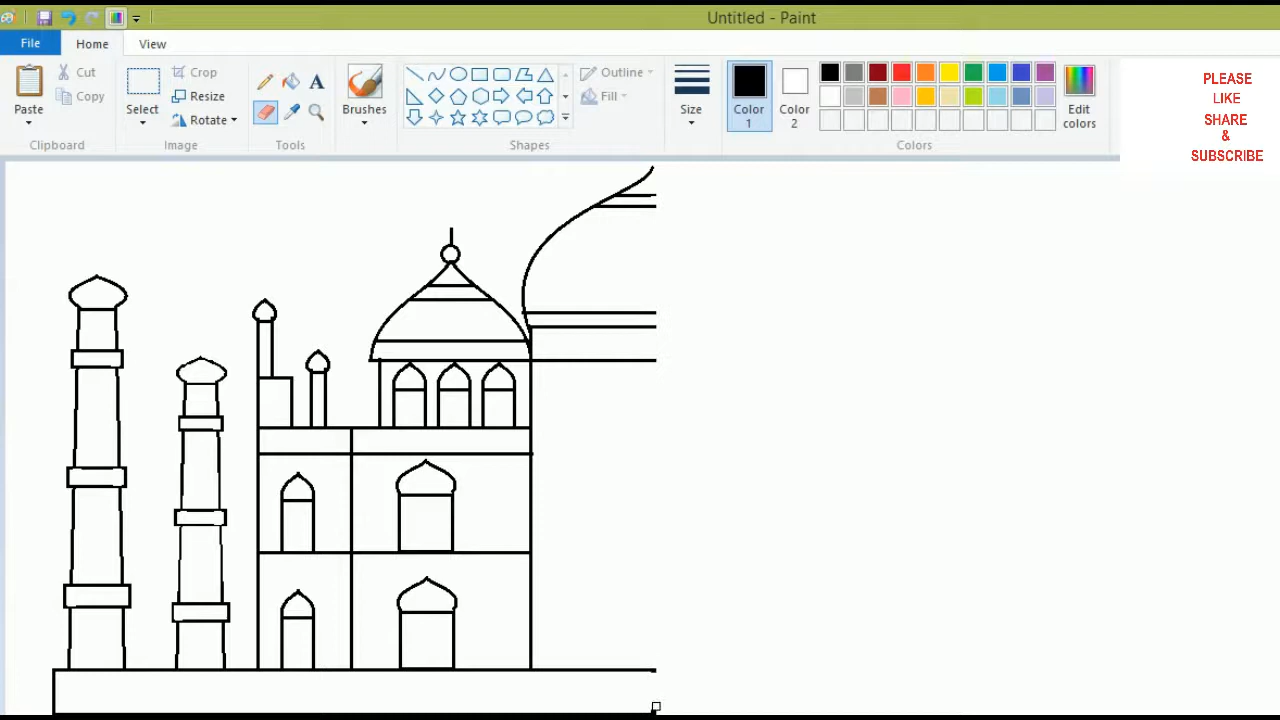 Untitled - Paint
File Home View
Paste
Cut
Copy
Clipboard
Select
Crop
Resize
Rotate
Image
Tools
Brushes
Shapes
Outline
Fill
Size
Color
1
Color
2
Edit
colors
Colors
PLEASE
LIKE
SHARE
&
SUBSCRIBE